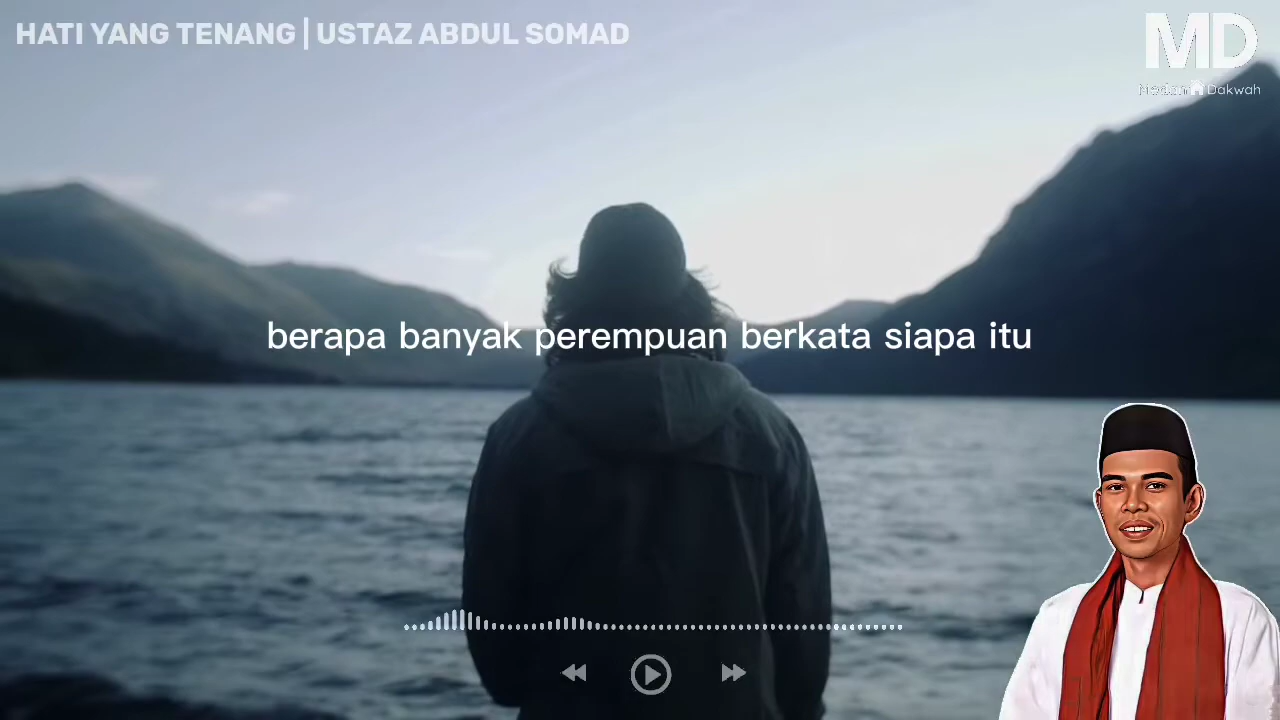 HATI YANG TENANG | USTAZ ABDUL SOMAD
MD
Dakwah
berapa banyak perempuan berkata siapa itu